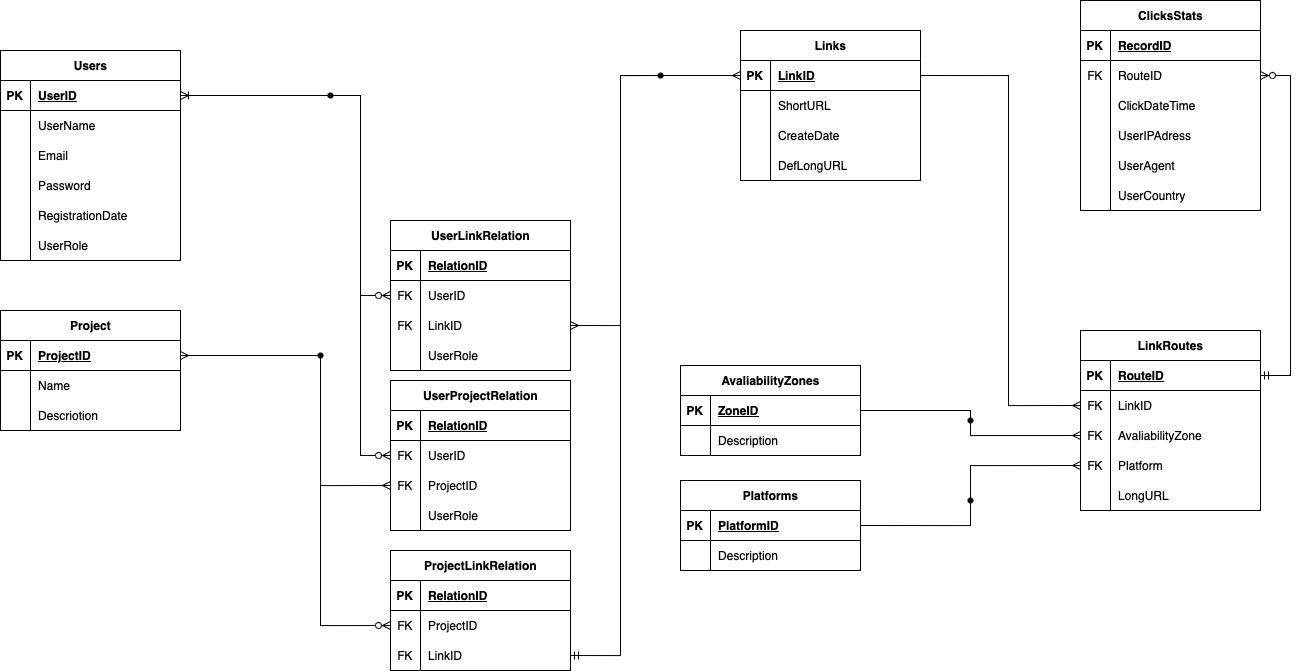 Users
PK UserID
UserName
Email
Password
RegistrationDate
UserRole
Project
PK ProjectID
Name
Descriotion
UserLinkRelation
PK RelationID
FK UserID
FK LinkID
UserRole
UserProjectRelation
PK RelationID
FK UserID
FK ProjectID
UserRole
ProjectLinkRelation
PK RelationID
FK ProjectID
FK LinkID
Links
PK LinkID
ShortURL
CreateDate
DefLongURL
AvaliabilityZones
PK ZoneID
Description
Platforms
PK PlatformID
Description
ClicksStats
PK RecordID
FK RouteID
ClickDateTime
UserIPAdress
UserAgent
UserCountry
LinkRoutes
PK RouteID
FK LinkID
FK AvaliabilityZone
FK Platform
LongURL